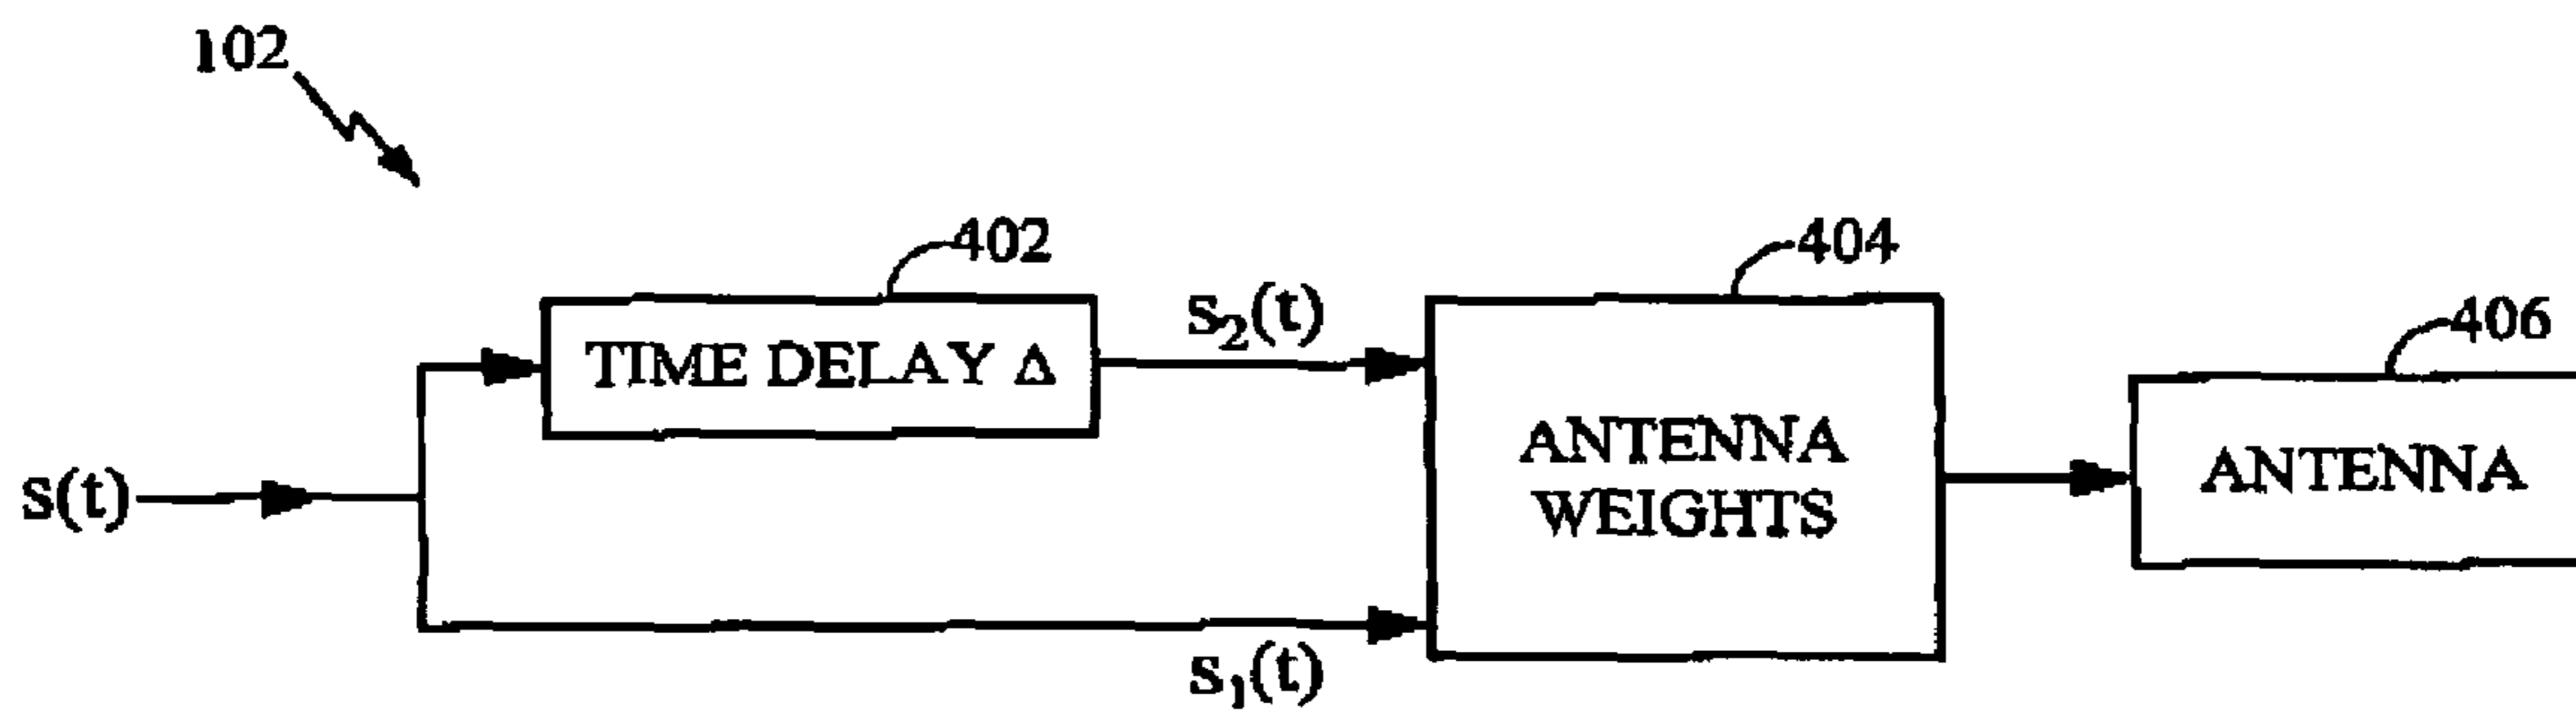 102
402
404
406
s₂(t)
TIME DELAY Δ
ANTENNA
WEIGHTS
ANTENNA
s(t)
s₁(t)